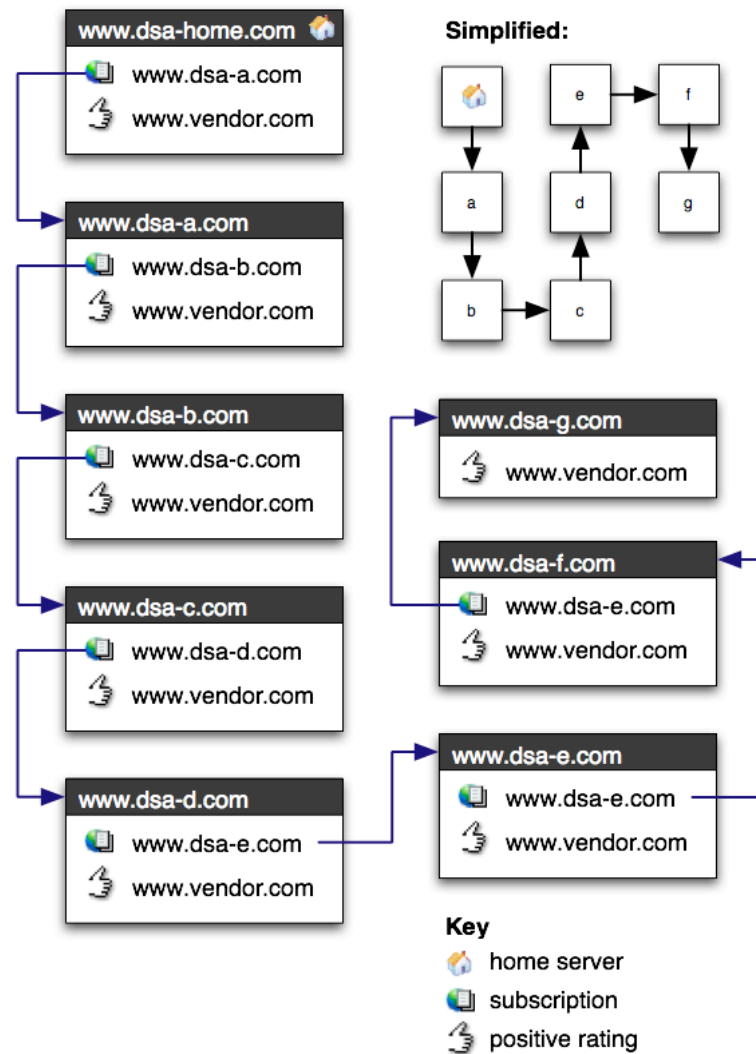 www.dsa-home.com
www.dsa-a.com
www.vendor.com
www.dsa-a.com
www.dsa-b.com
www.vendor.com
www.dsa-b.com
www.dsa-c.com
www.vendor.com
www.dsa-c.com
www.dsa-d.com
www.vendor.com
www.dsa-d.com
www.dsa-e.com
www.vendor.com
Simplified:
e f
a d g
b c
www.dsa-g.com
www.vendor.com
www.dsa-f.com
www.dsa-e.com
www.vendor.com
www.dsa-e.com
www.dsa-e.com
www.vendor.com
Key
home server
subscription
positive rating